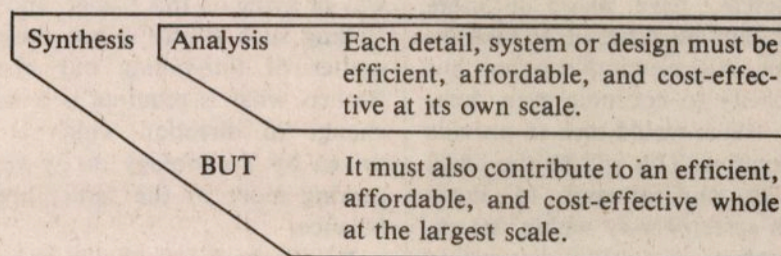 Synthesis Analysis Each detail, system or design must be
efficient, affordable, and cost-effec-
tive at its own scale.
BUT It must also contribute to an efficient,
affordable, and cost-effective whole
at the largest scale.